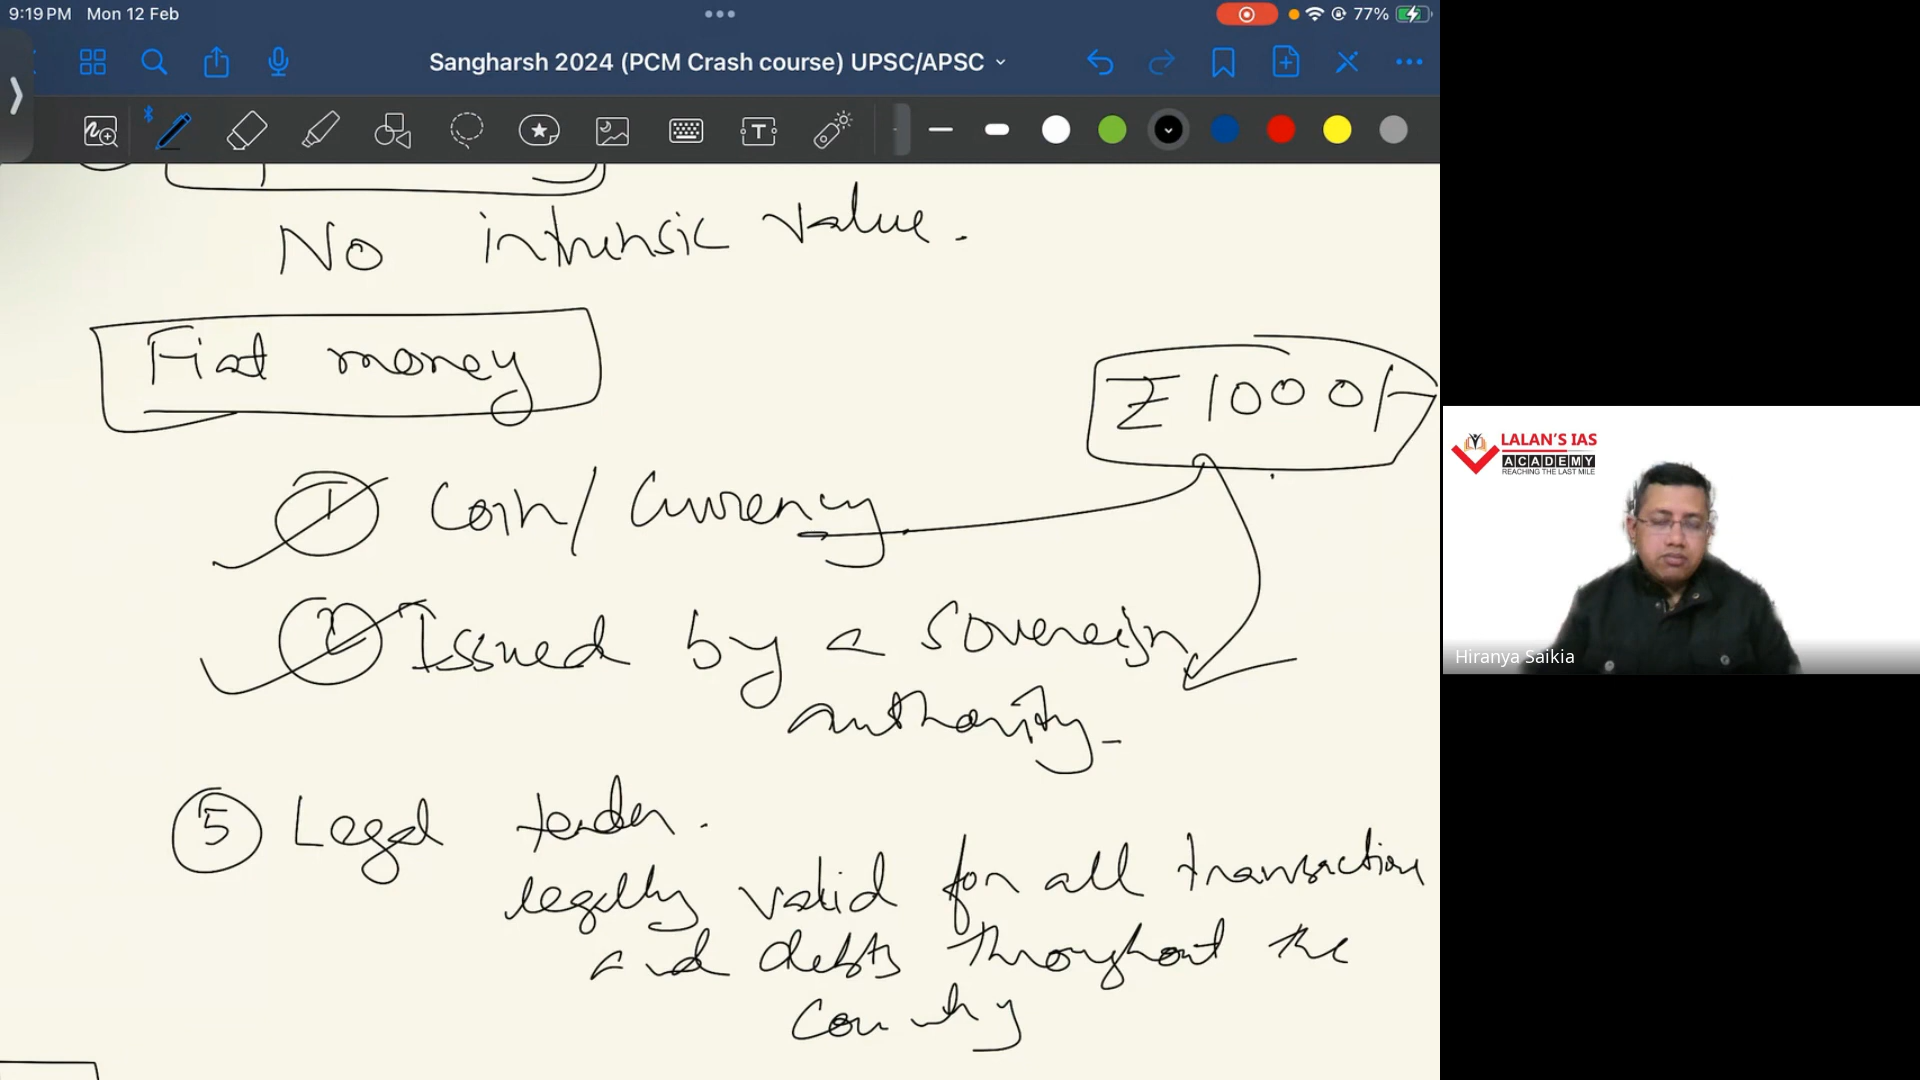 9:19 PM Mon 12 Feb
77%
Sangharsh 2024 (PCM Crash course) UPSC/APSC
No intrinsic value.
Fiat money
₹ 1000/-
① Coin/Currency
② Issued by a sovereign
authority.
⑤ Legal tender.
legally valid for all transaction
and debts throughout the
country
LALAN'S IAS
ACADEMY
REACHING THE LAST MILE
Hiranya Saikia